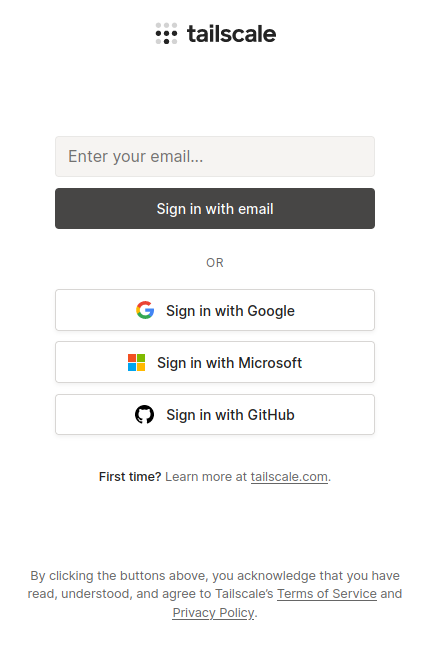 tailscale
Enter your email...
Sign in with email
OR
Sign in with Google
Sign in with Microsoft
Sign in with GitHub
First time? Learn more at tailscale.com.
By clicking the buttons above, you acknowledge that you have
read, understood, and agree to Tailscale’s Terms of Service and
Privacy Policy.